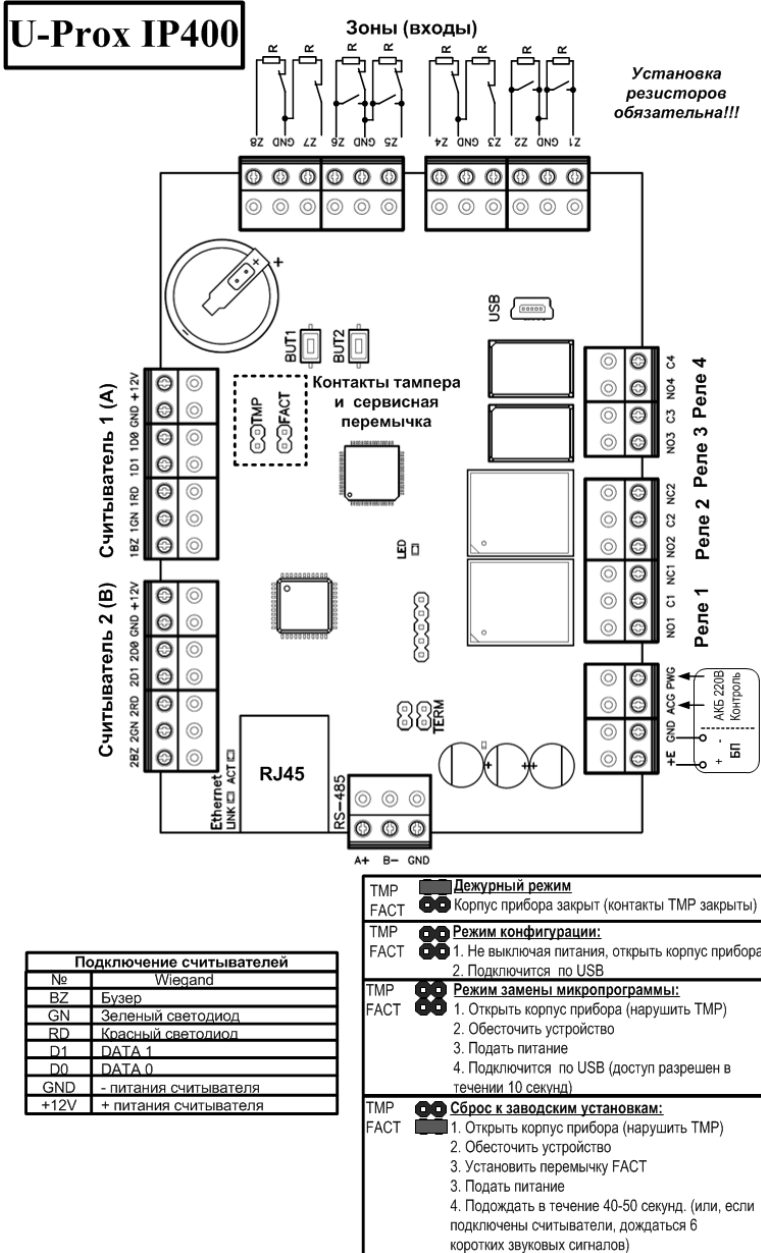 U-Prox IP400
Зоны (входы)
Установка
резисторов
обязательна!!!
R R R R R R R R
Z8 GND Z7 Z6 GND Z5 Z4 GND Z3 Z2 GND Z1
+
-
BUT1
BUT2
USB
Контакты тампера
и сервисная
перемычка
TMP
FACT
Считыватель 1 (A)
1BZ 1GN 1RD 1D1 1D0 GND +12V
Считыватель 2 (B)
2BZ 2GN 2RD 2D1 2D0 GND +12V
LED
TERM
Реле 4
NO4 C4
Реле 3
NO3 C3
Реле 2
NO2 C2 NC2
Реле 1
NO1 C1 NC1
+E GND ACG PWG
АКБ 220В
Контроль
+ -
БП
+ ++
Ethernet
LINK ACT
RJ45
RS-485
A+ B- GND
Подключение считывателей
№ Wiegand
BZ Бузер
GN Зеленый светодиод
RD Красный светодиод
D1 DATA 1
D0 DATA 0
GND - питания считывателя
+12V + питания считывателя
TMP Дежурный режим
FACT Корпус прибора закрыт (контакты TMP закрыты)
TMP Режим конфигурации:
FACT 1. Не выключая питания, открыть корпус прибора
2. Подключится по USB
TMP Режим замены микропрограммы:
FACT 1. Открыть корпус прибора (нарушить TMP)
2. Обесточить устройство
3. Подать питание
4. Подключится по USB (доступ разрешен в
течении 10 секунд)
TMP Сброс к заводским установкам:
FACT 1. Открыть корпус прибора (нарушить TMP)
2. Обесточить устройство
3. Установить перемычку FACT
3. Подать питание
4. Подождать в течение 40-50 секунд. (или, если
подключены считыватели, дождаться 6
коротких звуковых сигналов)